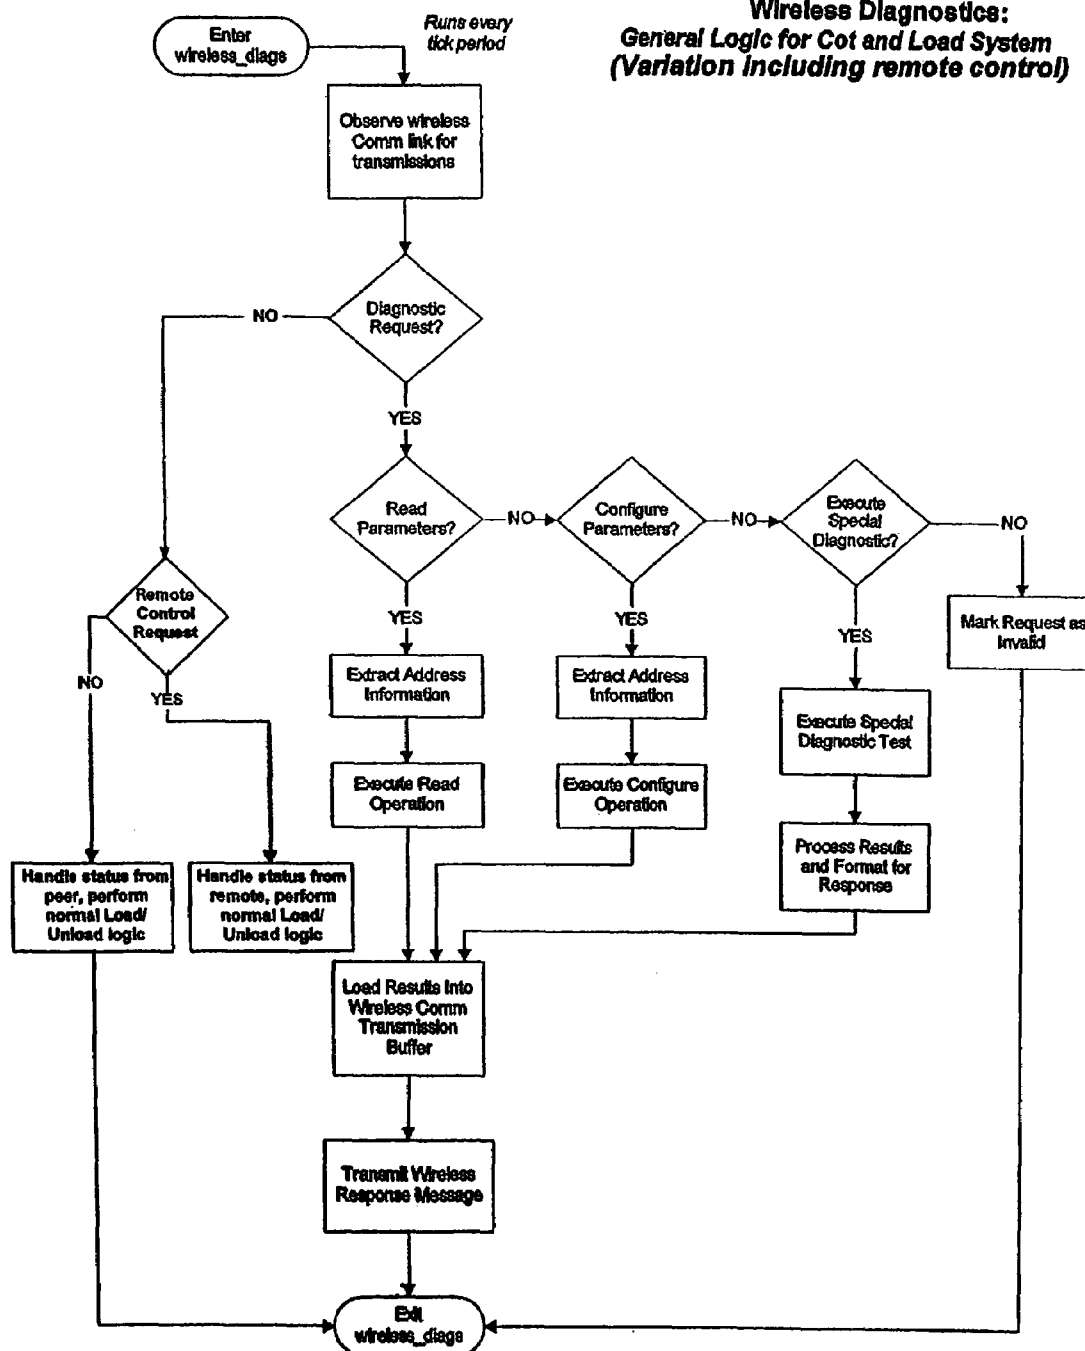 Wireless Diagnostics:
General Logic for Cot and Load System
(Variation including remote control)
Runs every
tick period
Enter
wireless_diags
Observe wireless
Comm link for
transmissions
Diagnostic
Request?
NO
YES
Read
Parameters?
NO
Configure
Parameters?
NO
Execute
Special
Diagnostic?
NO
Remote
Control
Request
NO
YES
YES
YES
YES
Mark Request as
Invalid
Extract Address
Information
Extract Address
Information
Execute Special
Diagnostic Test
Execute Read
Operation
Execute Configure
Operation
Process Results
and Format for
Response
Handle status from
peer, perform
normal Load/
Unload logic
Handle status from
remote, perform
normal Load/
Unload logic
Load Results Into
Wireless Comm
Transmission
Buffer
Transmit Wireless
Response Message
Exit
wireless_diags